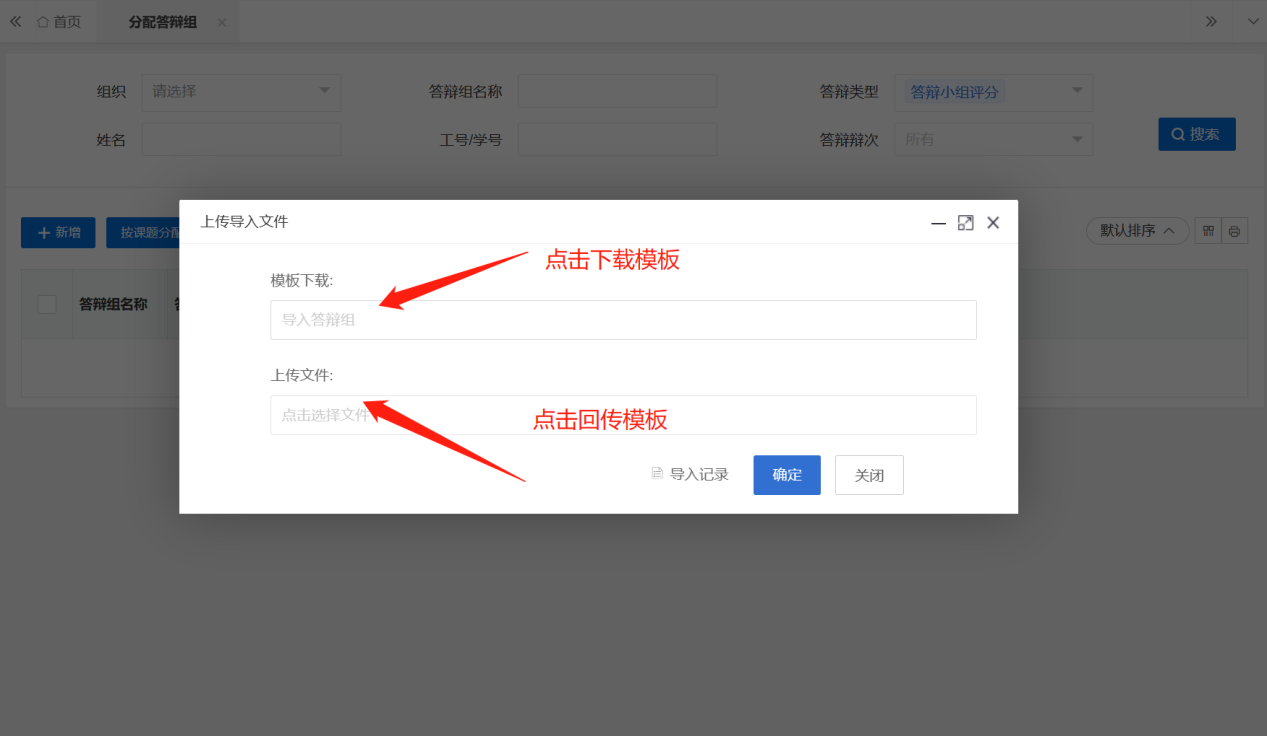 首页 分配答辩组
组织 请选择 答辩组名称 答辩类型 答辩小组评分
姓名 工号/学号 答辩辩次 所有 搜索
上传导入文件
新增 按课题分配 默认排序
点击下载模板
模板下载:
答辩组名称
导入答辩组
上传文件:
点击选择文件 点击回传模板
导入记录 确定 关闭